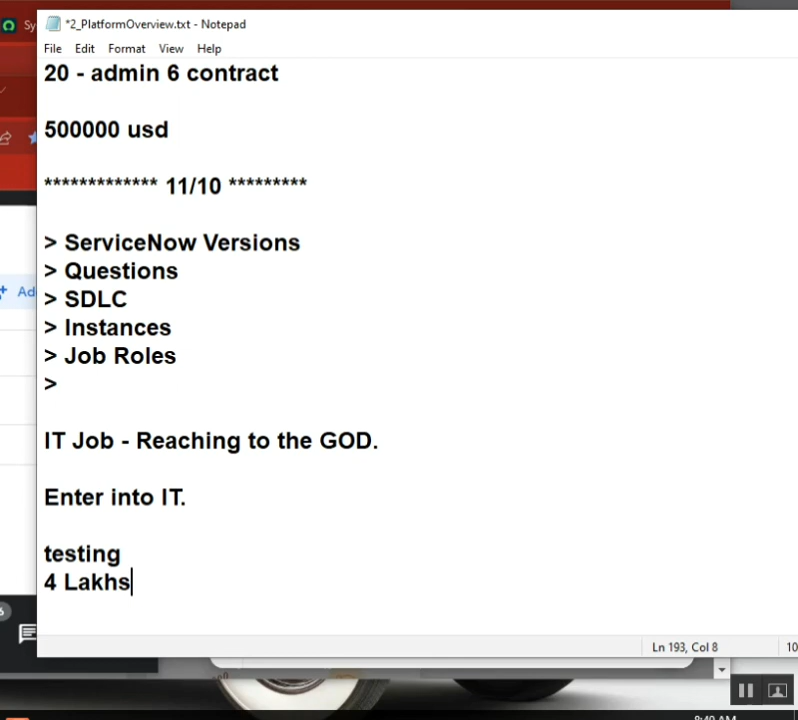 *2_PlatformOverview.txt - Notepad
File Edit Format View Help
20 - admin 6 contract
500000 usd
************* 11/10 *********
> ServiceNow Versions
> Questions
> SDLC
> Instances
> Job Roles
>
IT Job - Reaching to the GOD.
Enter into IT.
testing
4 Lakhs
Ln 193, Col 8